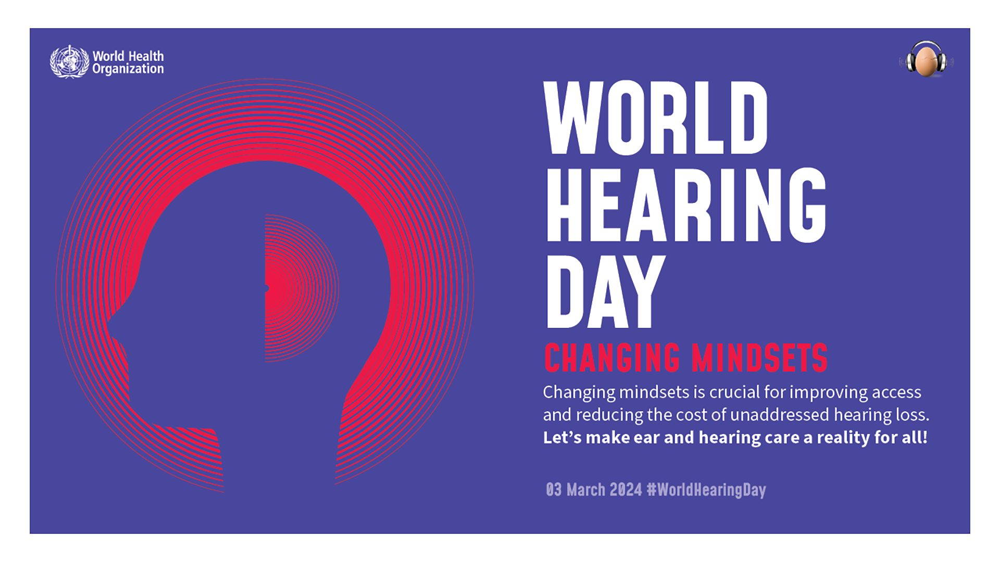 World Health
Organization
WORLD
HEARING
DAY
CHANGING MINDSETS
Changing mindsets is crucial for improving access
and reducing the cost of unaddressed hearing loss.
Let’s make ear and hearing care a reality for all!
03 March 2024 #WorldHearingDay